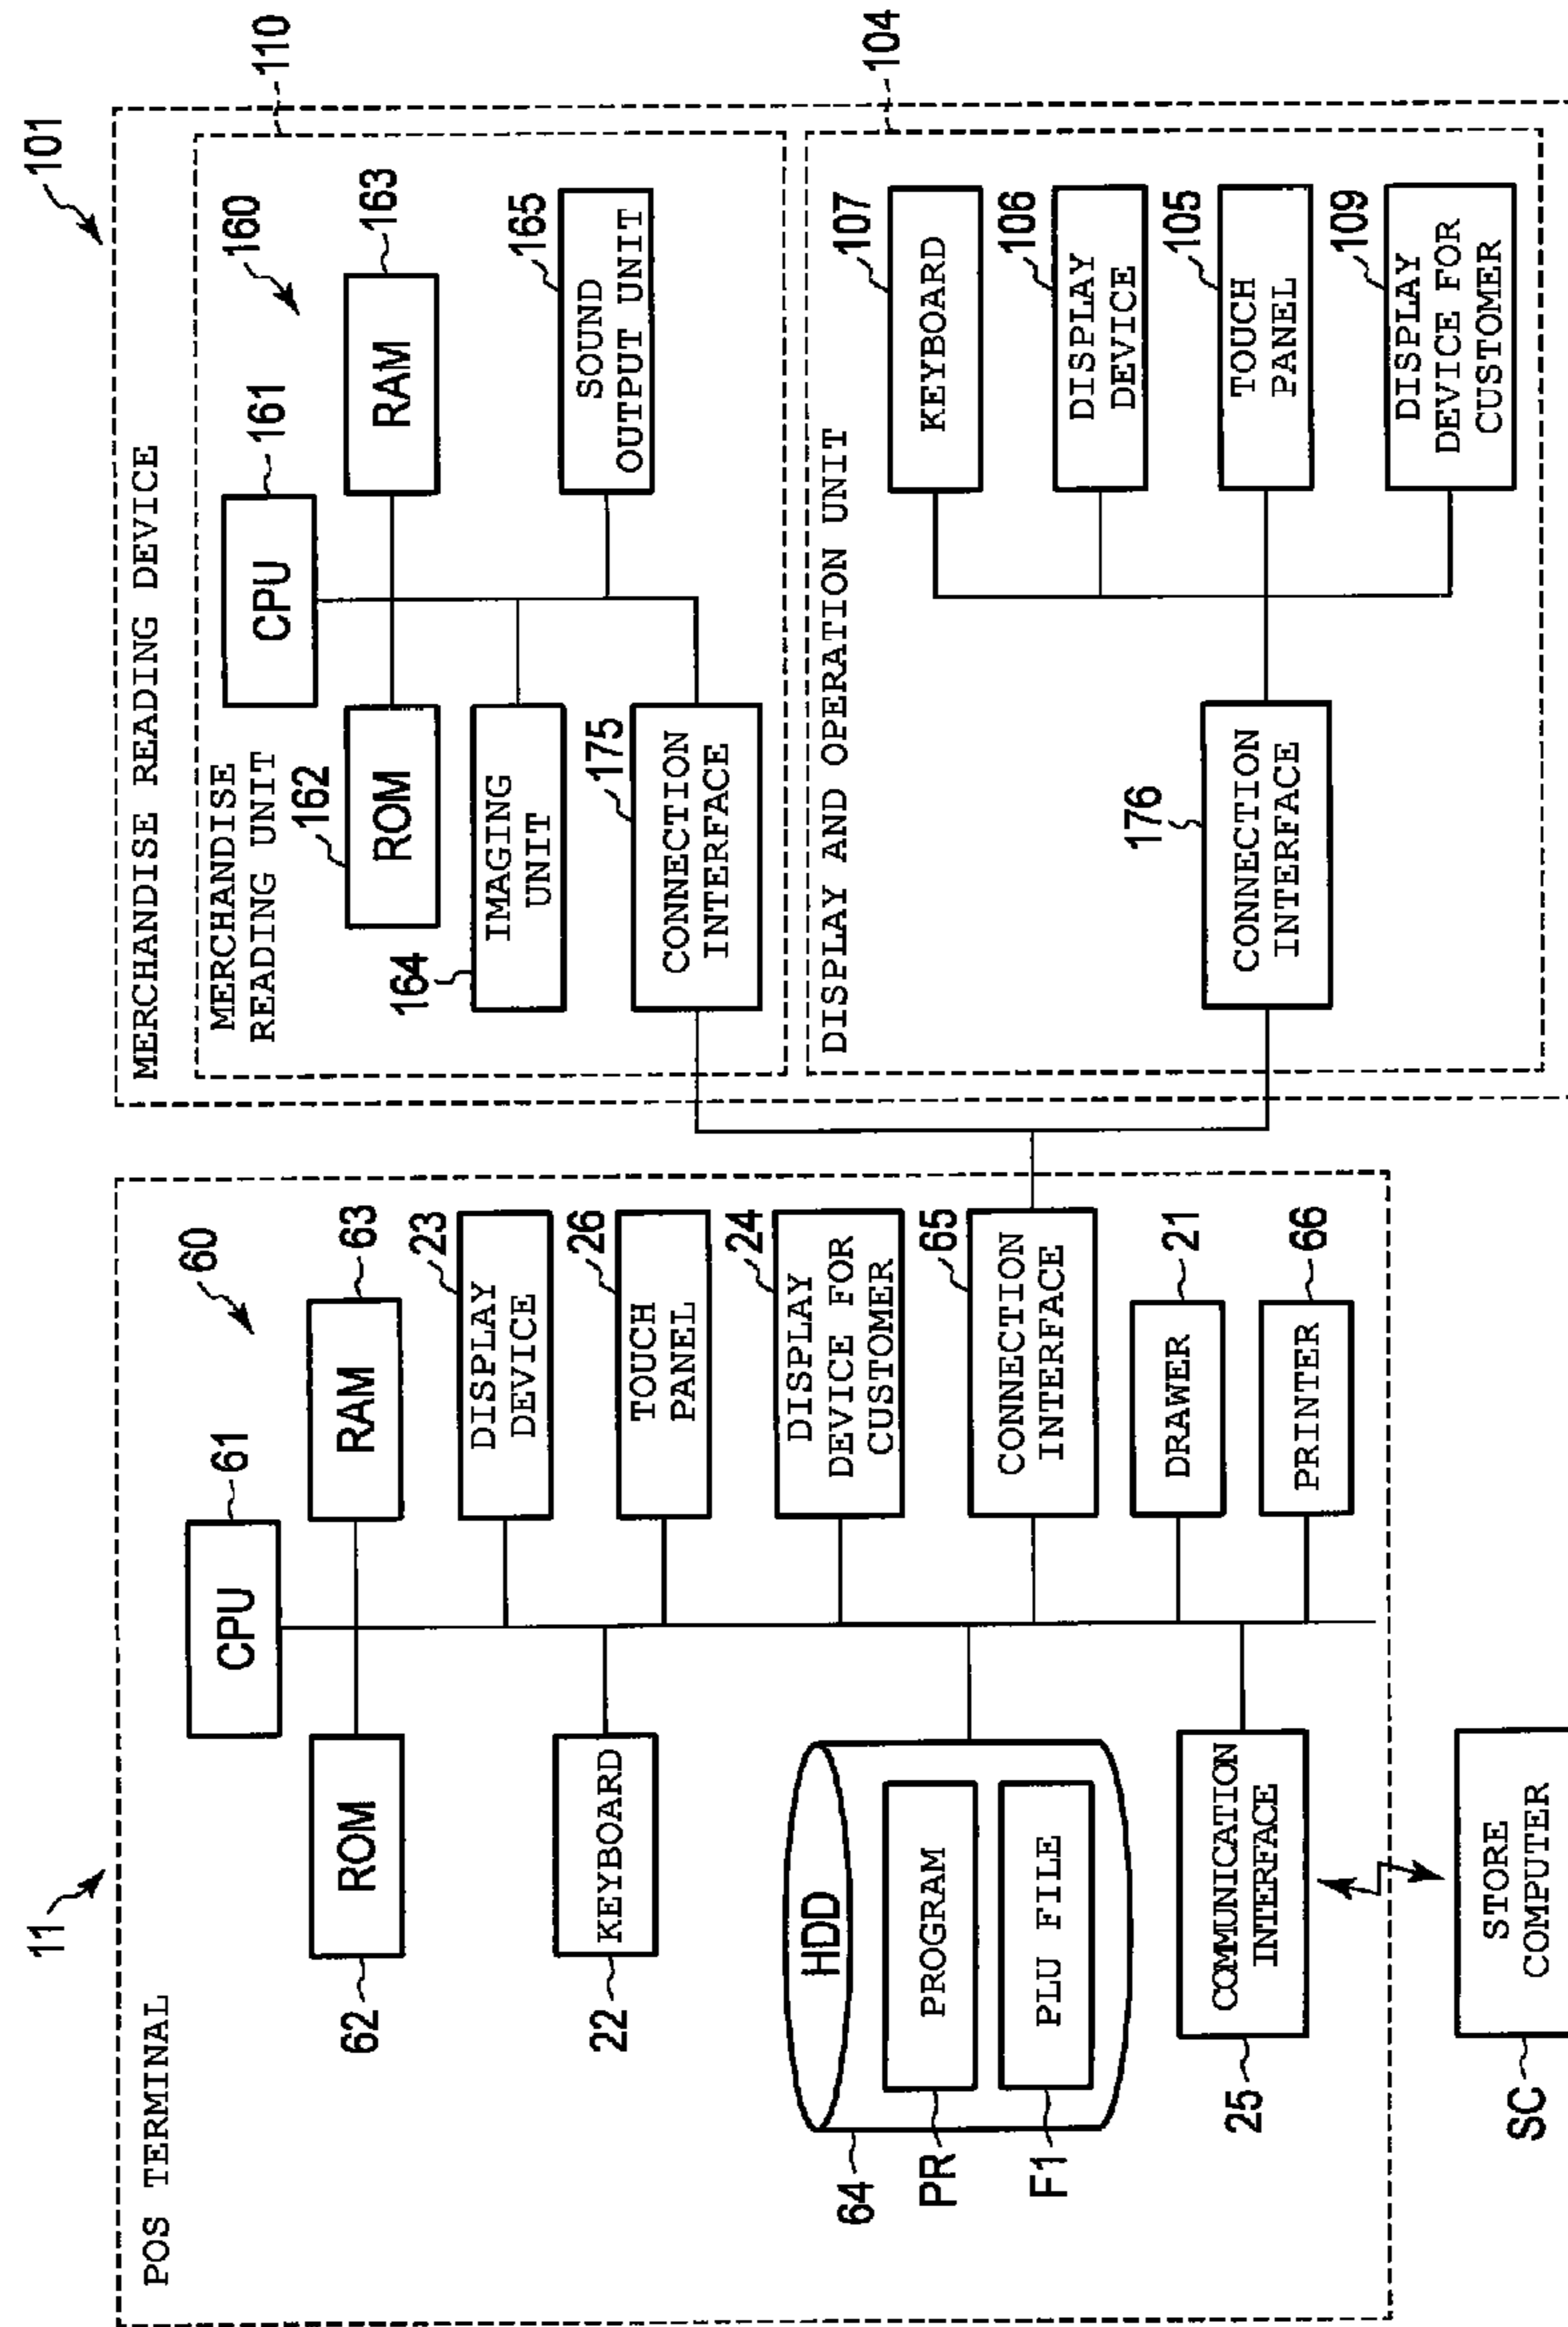 11
POS TERMINAL
60
CPU
61
ROM
62
RAM
63
KEYBOARD
22
DISPLAY
DEVICE
23
TOUCH
PANEL
26
HDD
64
PROGRAM
PR
PLU FILE
F1
DISPLAY
DEVICE FOR
CUSTOMER
24
CONNECTION
INTERFACE
65
COMMUNICATION
INTERFACE
25
DRAWER
21
PRINTER
66
STORE
COMPUTER
SC
101
MERCHANDISE READING DEVICE
110
MERCHANDISE
READING UNIT
160
CPU
161
ROM
162
RAM
163
IMAGING
UNIT
164
SOUND
OUTPUT UNIT
165
CONNECTION
INTERFACE
175
104
DISPLAY AND OPERATION UNIT
CONNECTION
INTERFACE
176
KEYBOARD
107
DISPLAY
DEVICE
106
TOUCH
PANEL
105
DISPLAY
DEVICE FOR
CUSTOMER
109